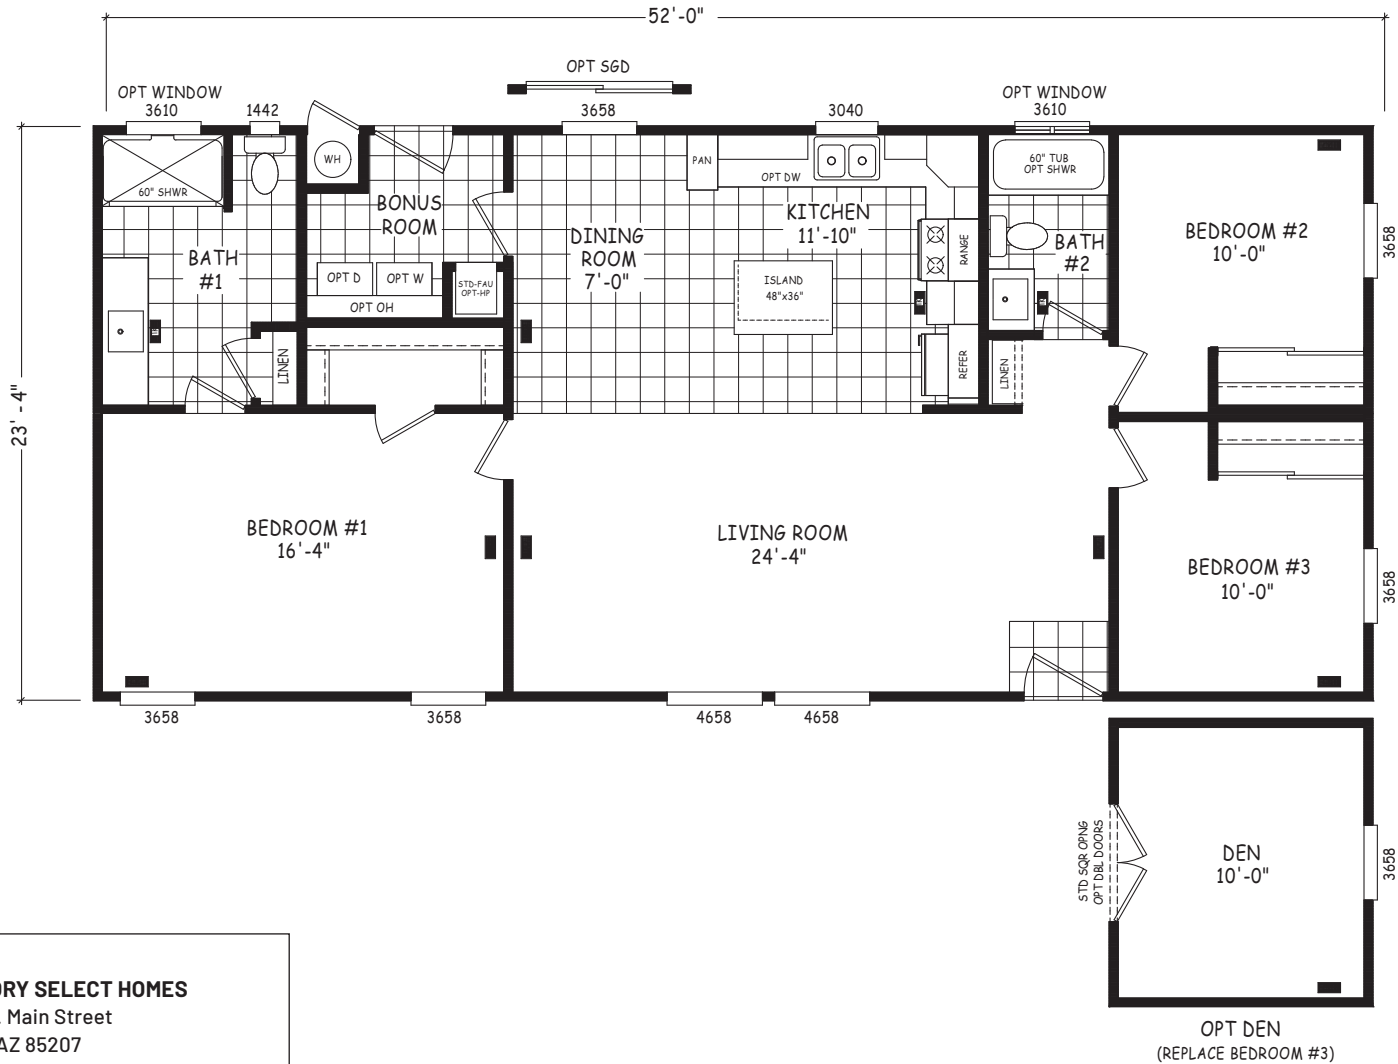 52'-0"
OPT SGD
OPT WINDOW
3610
1442
3658
3040
OPT WINDOW
3610
WH
PAN
60" TUB
OPT SHWR
60" SHWR
OPT DW
BONUS
ROOM
KITCHEN
11'-10"
DINING
ROOM
7'-0"
BATH
#1
BATH
#2
BEDROOM #2
10'-0"
3658
RANGE
OPT D
OPT W
STD-FAU
OPT-HP
ISLAND
48"x36"
OPT OH
LINEN
REFER
LINEN
23'-4"
BEDROOM #1
16'-4"
LIVING ROOM
24'-4"
BEDROOM #3
10'-0"
3658
3658
3658
4658
4658
STD SQR OPNG
OPT DBL DOORS
DEN
10'-0"
3658
OPT DEN
(REPLACE BEDROOM #3)
ORY SELECT HOMES
. Main Street
AZ 85207